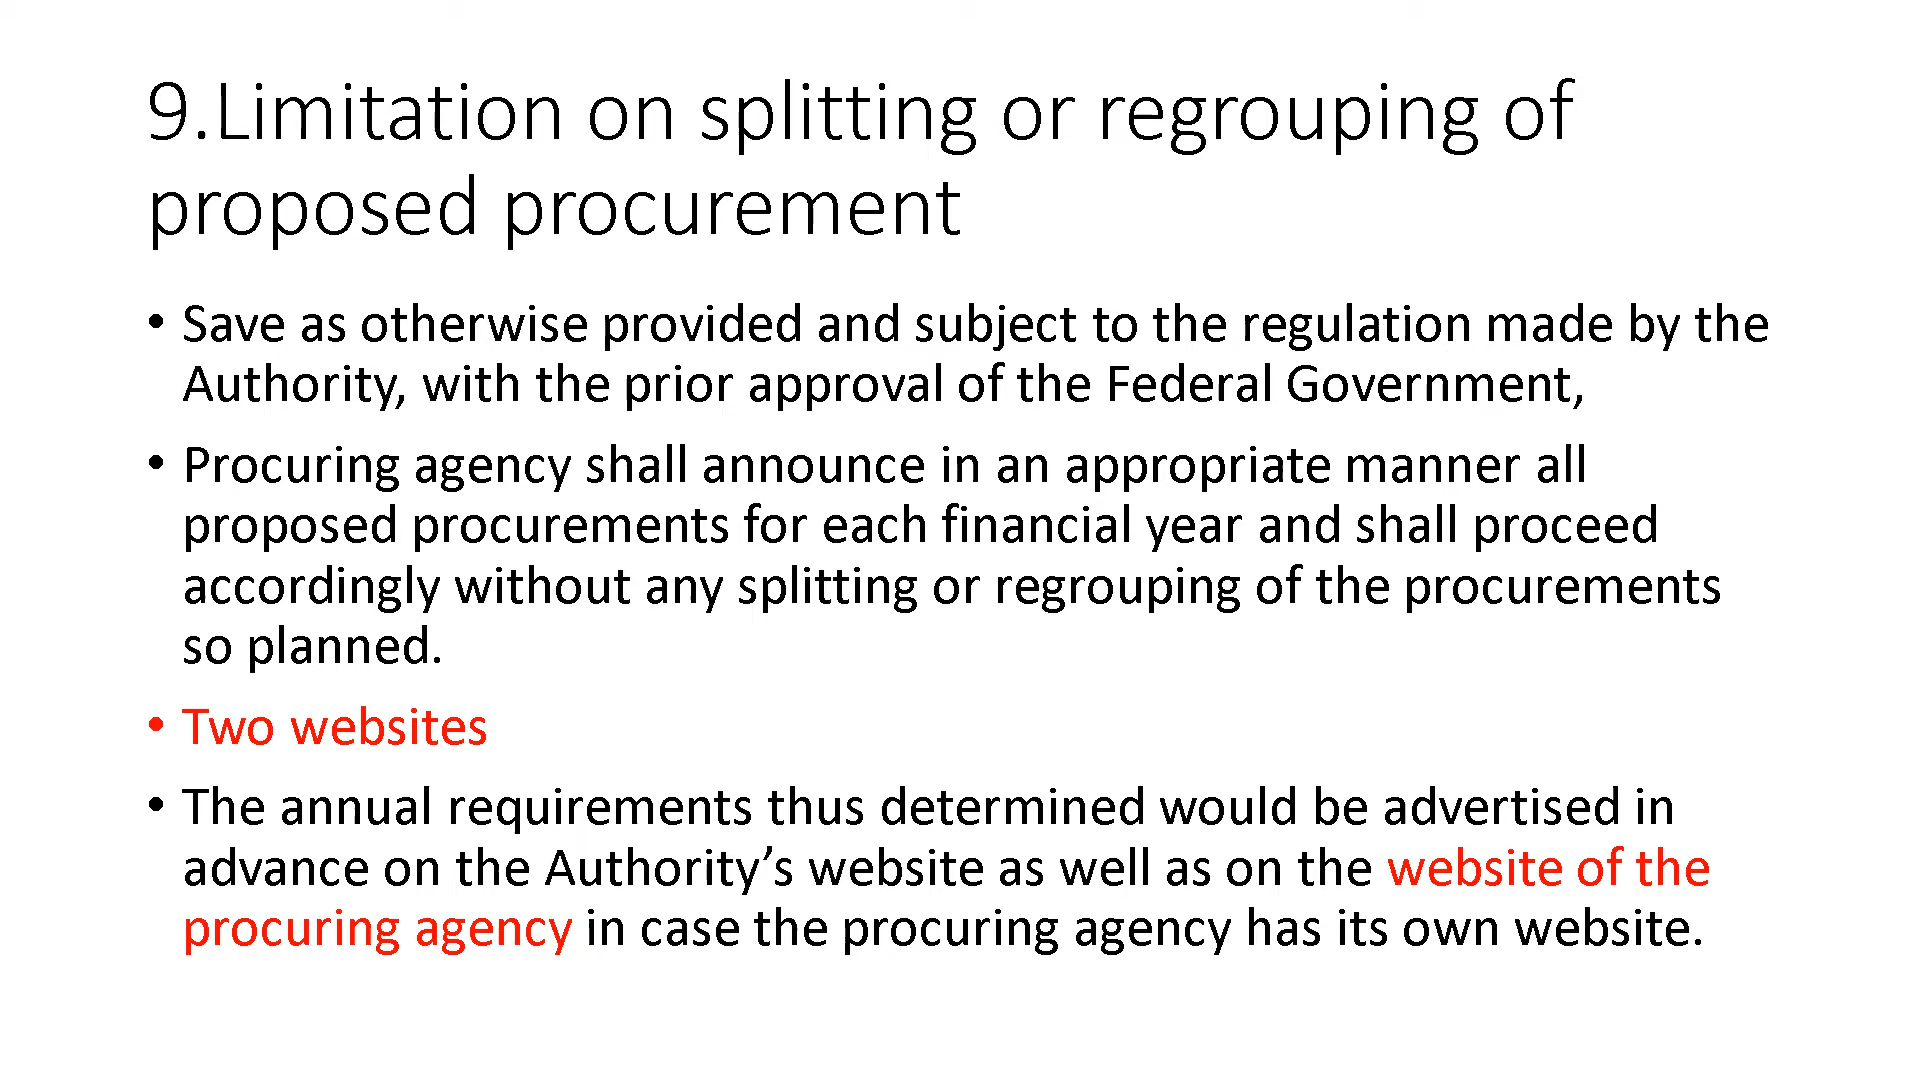 9.Limitation on splitting or regrouping of
proposed procurement
• Save as otherwise provided and subject to the regulation made by the
Authority, with the prior approval of the Federal Government,
• Procuring agency shall announce in an appropriate manner all
proposed procurements for each financial year and shall proceed
accordingly without any splitting or regrouping of the procurements
so planned.
• Two websites
• The annual requirements thus determined would be advertised in
advance on the Authority’s website as well as on the website of the
procuring agency in case the procuring agency has its own website.